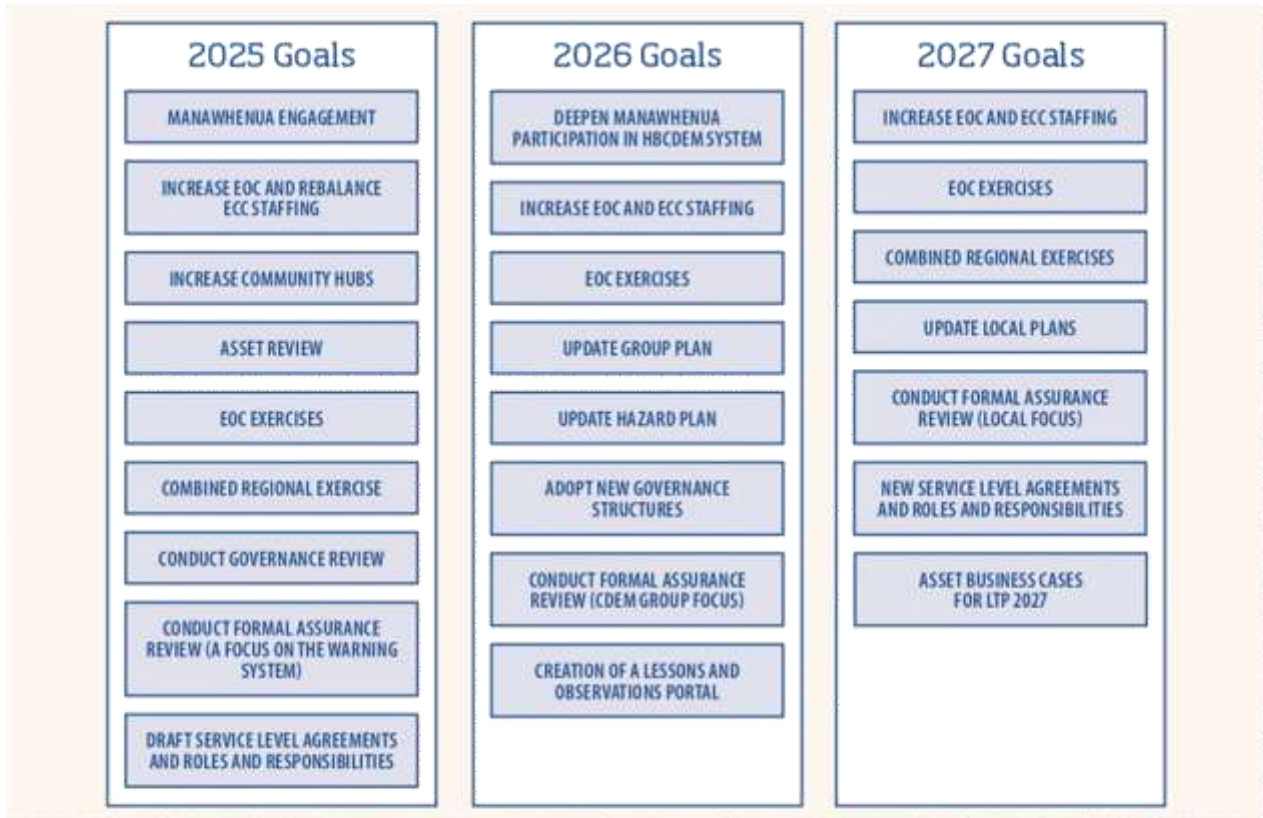 2025 Goals
MANAWHENUA ENGAGEMENT
INCREASE EOC AND REBALANCE
ECC STAFFING
INCREASE COMMUNITY HUBS
ASSET REVIEW
EOC EXERCISES
COMBINED REGIONAL EXERCISE
CONDUCT GOVERNANCE REVIEW
CONDUCT FORMAL ASSURANCE
REVIEW (A FOCUS ON THE WARNING
SYSTEM)
DRAFT SERVICE LEVEL AGREEMENTS
AND ROLES AND RESPONSIBILITIES
2026 Goals
DEEPEN MANAWHENUA
PARTICIPATION IN HBCDEM SYSTEM
INCREASE EOC AND ECC STAFFING
EOC EXERCISES
UPDATE GROUP PLAN
UPDATE HAZARD PLAN
ADOPT NEW GOVERNANCE
STRUCTURES
CONDUCT FORMAL ASSURANCE
REVIEW (CDEM GROUP FOCUS)
CREATION OF A LESSONS AND
OBSERVATIONS PORTAL
2027 Goals
INCREASE EOC AND ECC STAFFING
EOC EXERCISES
COMBINED REGIONAL EXERCISES
UPDATE LOCAL PLANS
CONDUCT FORMAL ASSURANCE
REVIEW (LOCAL FOCUS)
NEW SERVICE LEVEL AGREEMENTS
AND ROLES AND RESPONSIBILITIES
ASSET BUSINESS CASES
FOR LTP 2027